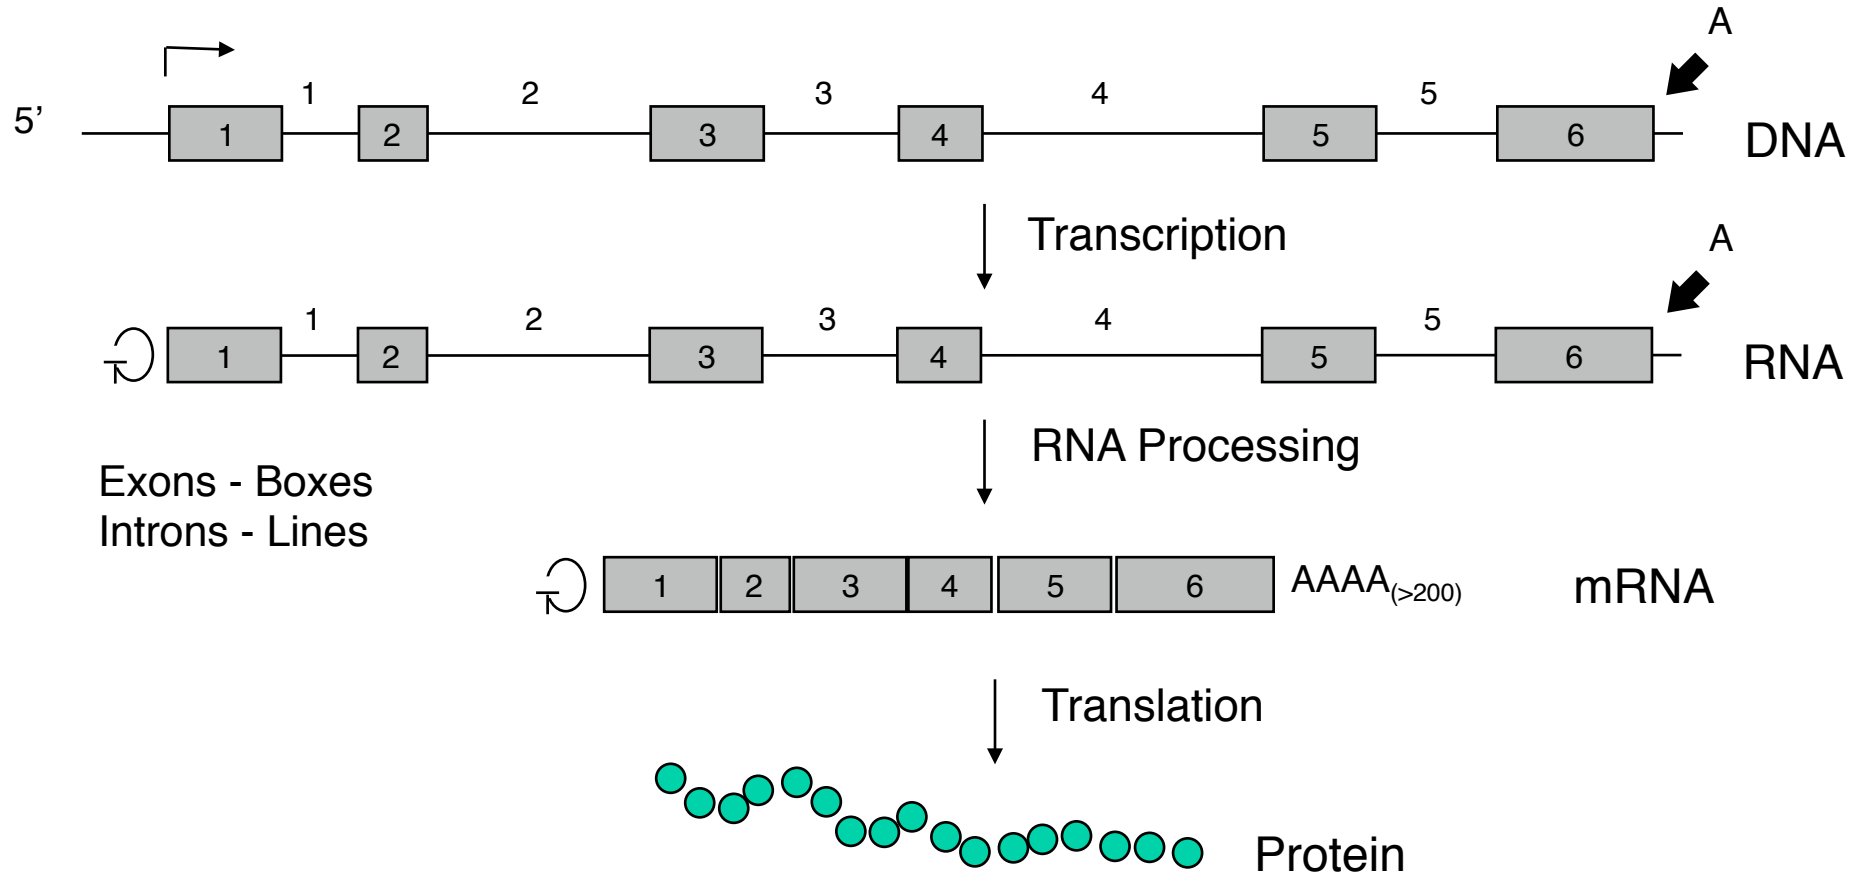 A
1 2 3 4 5
5’ 1 2 3 4 5 6 DNA
Transcription
A
1 2 3 4 5
1 2 3 4 5 6 RNA
RNA Processing
Exons - Boxes
Introns - Lines
1 2 3 4 5 6 AAAA(>200) mRNA
Translation
Protein